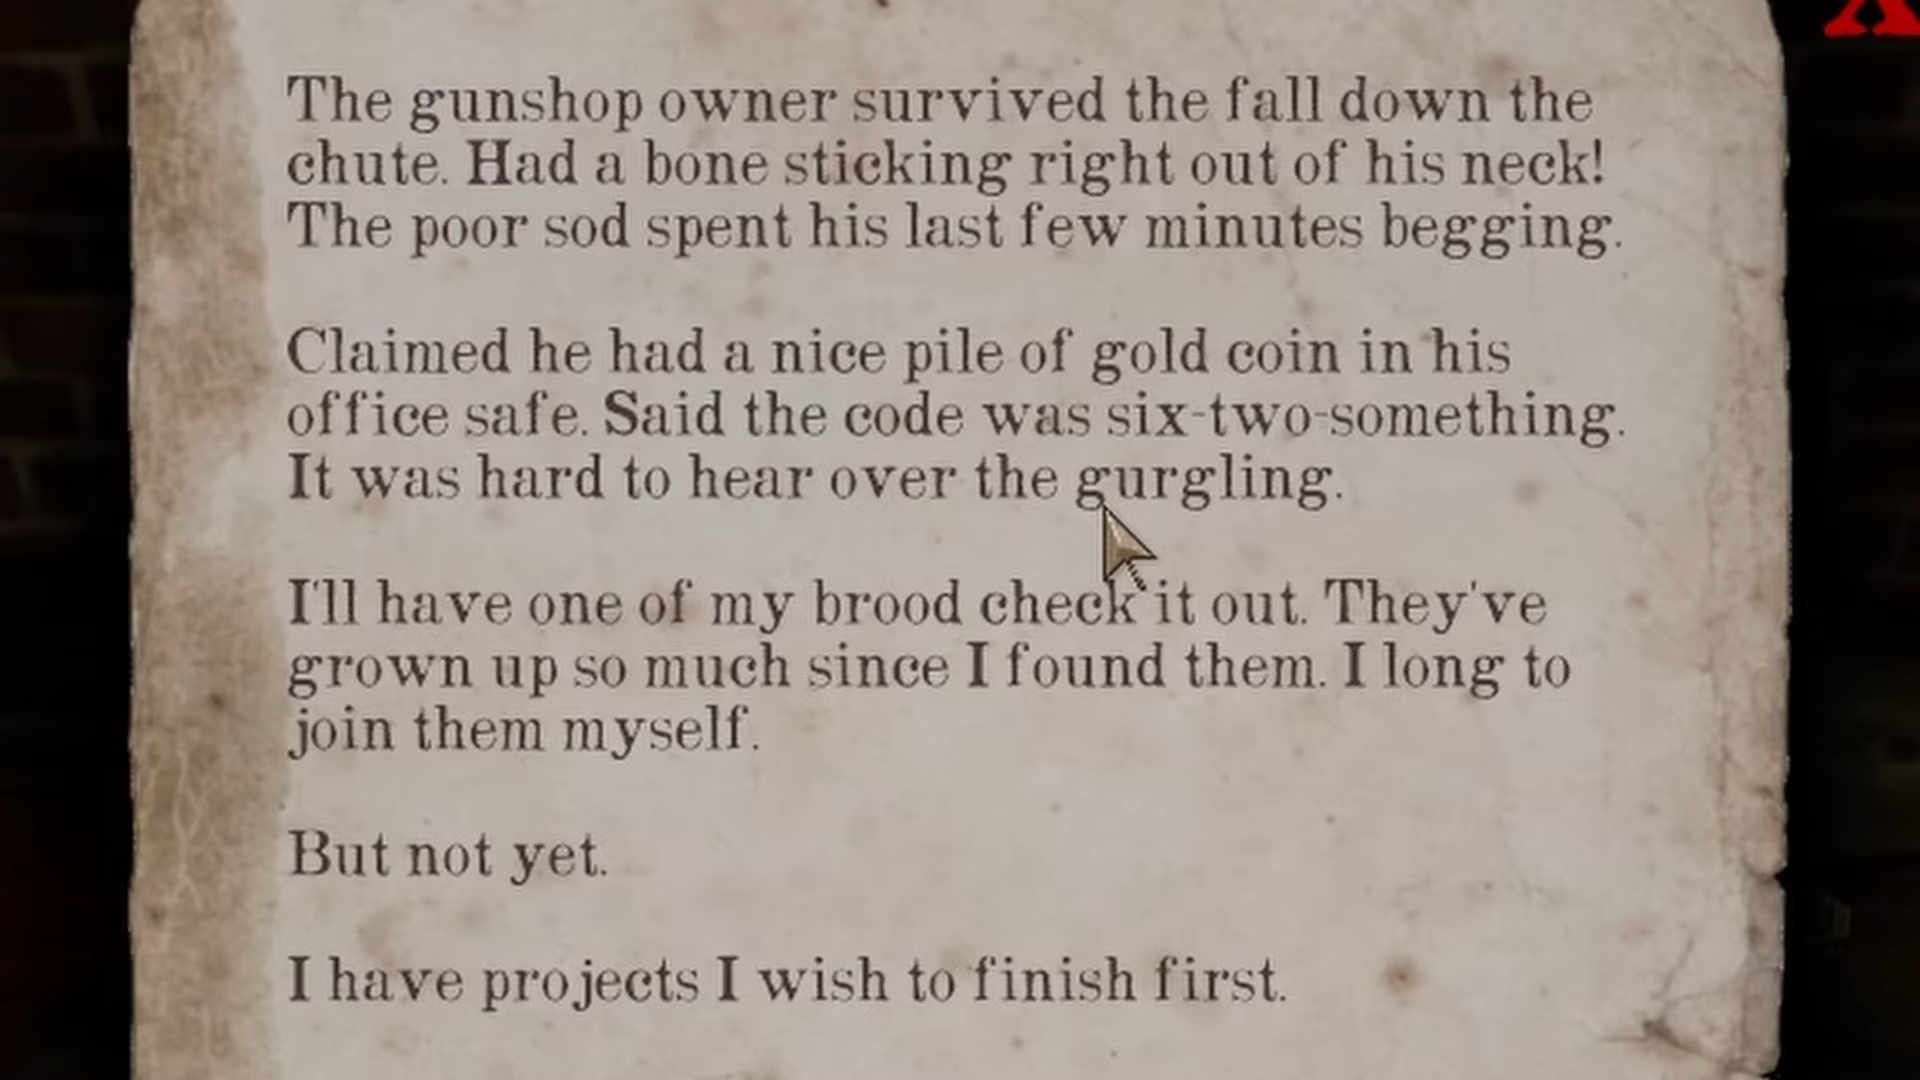 X
The gunshop owner survived the fall down the
chute. Had a bone sticking right out of his neck!
The poor sod spent his last few minutes begging.
Claimed he had a nice pile of gold coin in his
office safe. Said the code was six-two-something.
It was hard to hear over the gurgling.
I'll have one of my brood check it out. They've
grown up so much since I found them. I long to
join them myself.
But not yet.
I have projects I wish to finish first.